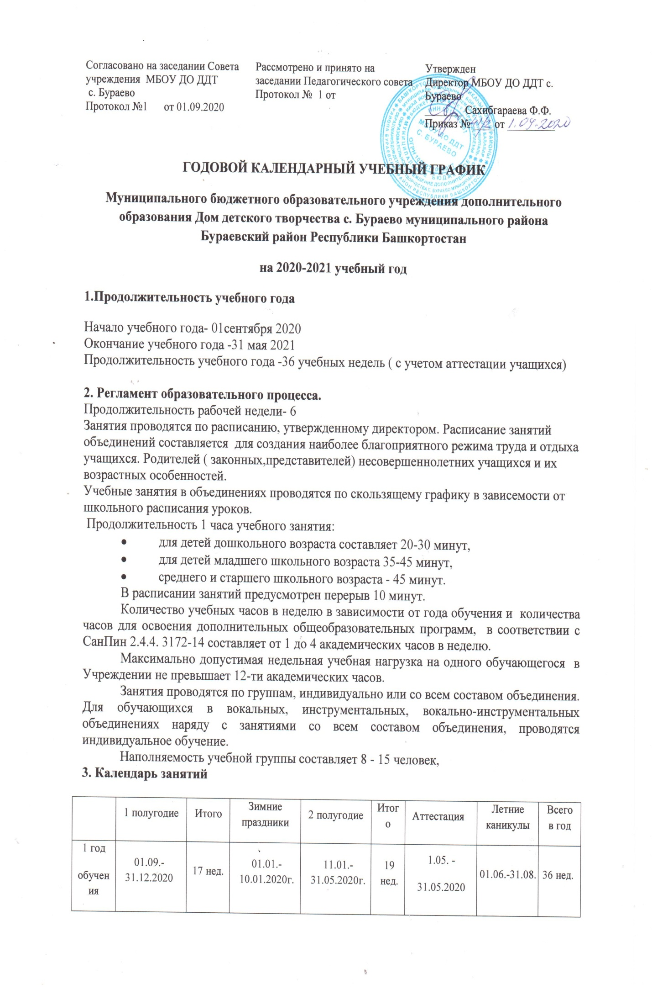 Согласовано на заседании Совета
учреждения МБОУ ДО ДДТ
с. Бураево
Протокол №1 от 01.09.2020
Рассмотрено и принято на
заседании Педагогического совета
Протокол № 1 от
Утвержден
Директор МБОУ ДО ДДТ с.
Бураево
______ Сахибгараева Ф.Ф.
Приказ № 41/2 от 1.09.2020
МБОУ ДО ДДТ
С. БУРАЕВО
ГОДОВОЙ КАЛЕНДАРНЫЙ УЧЕБНЫЙ ГРАФИК
Муниципального бюджетного образовательного учреждения дополнительного
образования Дом детского творчества с. Бураево муниципального района
Бураевский район Республики Башкортостан
на 2020-2021 учебный год
1.Продолжительность учебного года
Начало учебного года- 01сентября 2020
Окончание учебного года -31 мая 2021
Продолжительность учебного года -36 учебных недель ( с учетом аттестации учащихся)
2. Регламент образовательного процесса.
Продолжительность рабочей недели- 6
Занятия проводятся по расписанию, утвержденному директором. Расписание занятий
объединений составляется для создания наиболее благоприятного режима труда и отдыха
учащихся. Родителей ( законных,представителей) несовершеннолетних учащихся и их
возрастных особенностей.
Учебные занятия в объединениях проводятся по скользящему графику в зависемости от
школьного расписания уроков.
Продолжительность 1 часа учебного занятия:
• для детей дошкольного возраста составляет 20-30 минут,
• для детей младшего школьного возраста 35-45 минут,
• среднего и старшего школьного возраста - 45 минут.
В расписании занятий предусмотрен перерыв 10 минут.
Количество учебных часов в неделю в зависимости от года обучения и количества
часов для освоения дополнительных общеобразовательных программ, в соответствии с
СанПин 2.4.4. 3172-14 составляет от 1 до 4 академических часов в неделю.
Максимально допустимая недельная учебная нагрузка на одного обучающегося в
Учреждении не превышает 12-ти академических часов.
Занятия проводятся по группам, индивидуально или со всем составом объединения.
Для обучающихся в вокальных, инструментальных, вокально-инструментальных
объединениях наряду с занятиями со всем составом объединения, проводятся
индивидуальное обучение.
Наполняемость учебной группы составляет 8 - 15 человек,
3. Календарь занятий
1 полугодие
Итого
Зимние
праздники
2 полугодие
Итог
о
Аттестация
Летние
каникулы
Всего
в год
1 год
обучен
ия
01.09.-
31.12.2020
17 нед.
01.01.-
10.01.2020г.
11.01.-
31.05.2020г.
19
нед.
1.05. -
31.05.2020
01.06.-31.08.
36 нед.